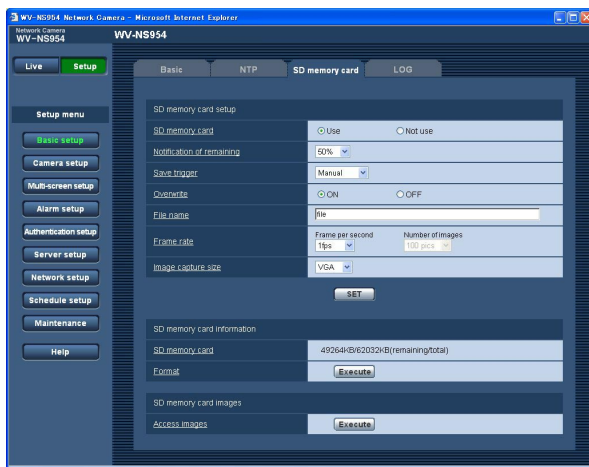 WV-NS954 Network Camera - Microsoft Internet Explorer
Network Camera
WV-NS954
WV-NS954
Live
Setup
Basic
NTP
SD memory card
LOG
Setup menu
Basic setup
Camera setup
Multi-screen setup
Alarm setup
Authentication setup
Server setup
Network setup
Schedule setup
Maintenance
Help
SD memory card setup
SD memory card
Use
Not use
Notification of remaining
50%
Save trigger
Manual
Overwrite
ON
OFF
File name
file
Frame rate
Frame per second
1fps
Number of images
100 pics
Image capture size
VGA
SET
SD memory card information
SD memory card
49264KB/62032KB(remaining/total)
Format
Execute
SD memory card images
Access images
Execute